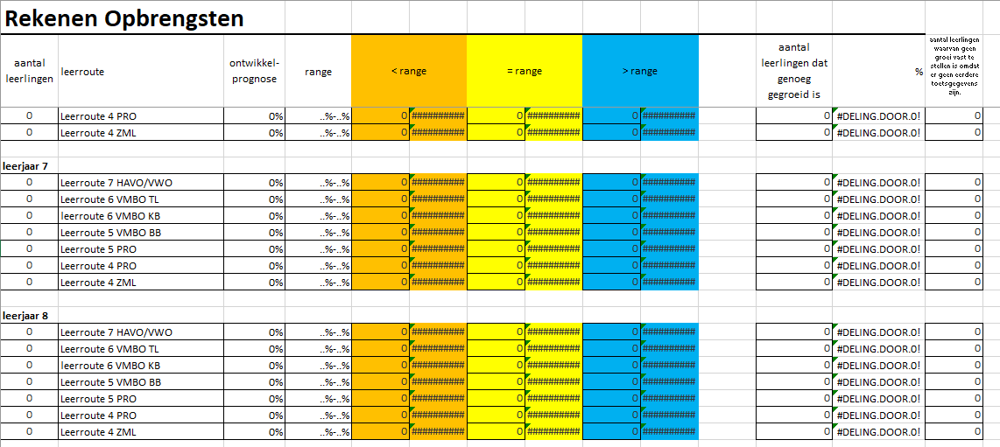 Rekenen Opbrengsten
aantal leerlingen leerroute ontwikkel-prognose range < range = range > range aantal leerlingen dat genoeg gegroeid is % aantal leerlingen waarvan geen groei vast te stellen is omdat er geen eerdere toetsgegevens zijn.
0 Leerroute 4 PRO 0% ..%-..% 0 ########## 0 ########## 0 ########## 0 #DELING.DOOR.0! 0
0 Leerroute 4 ZML 0% ..%-..% 0 ########## 0 ########## 0 ########## 0 #DELING.DOOR.0! 0
leerjaar 7
0 Leerroute 7 HAVO/VWO 0% ..%-..% 0 ########## 0 ########## 0 ########## 0 #DELING.DOOR.0! 0
0 Leerroute 6 VMBO TL 0% ..%-..% 0 ########## 0 ########## 0 ########## 0 #DELING.DOOR.0! 0
0 leerroute 6 VMBO KB 0% ..%-..% 0 ########## 0 ########## 0 ########## 0 #DELING.DOOR.0! 0
0 Leerroute 5 VMBO BB 0% ..%-..% 0 ########## 0 ########## 0 ########## 0 #DELING.DOOR.0! 0
0 Leerroute 5 PRO 0% ..%-..% 0 ########## 0 ########## 0 ########## 0 #DELING.DOOR.0! 0
0 Leerroute 4 PRO 0% ..%-..% 0 ########## 0 ########## 0 ########## 0 #DELING.DOOR.0! 0
0 Leerroute 4 ZML 0% ..%-..% 0 ########## 0 ########## 0 ########## 0 #DELING.DOOR.0! 0
leerjaar 8
0 Leerroute 7 HAVO/VWO 0% ..%-..% 0 ########## 0 ########## 0 ########## 0 #DELING.DOOR.0! 0
0 Leerroute 6 VMBO TL 0% ..%-..% 0 ########## 0 ########## 0 ########## 0 #DELING.DOOR.0! 0
0 leerroute 6 VMBO KB 0% ..%-..% 0 ########## 0 ########## 0 ########## 0 #DELING.DOOR.0! 0
0 Leerroute 5 VMBO BB 0% ..%-..% 0 ########## 0 ########## 0 ########## 0 #DELING.DOOR.0! 0
0 Leerroute 5 PRO 0% ..%-..% 0 ########## 0 ########## 0 ########## 0 #DELING.DOOR.0! 0
0 Leerroute 4 PRO 0% ..%-..% 0 ########## 0 ########## 0 ########## 0 #DELING.DOOR.0! 0
0 Leerroute 4 ZML 0% ..%-..% 0 ########## 0 ########## 0 ########## 0 #DELING.DOOR.0! 0